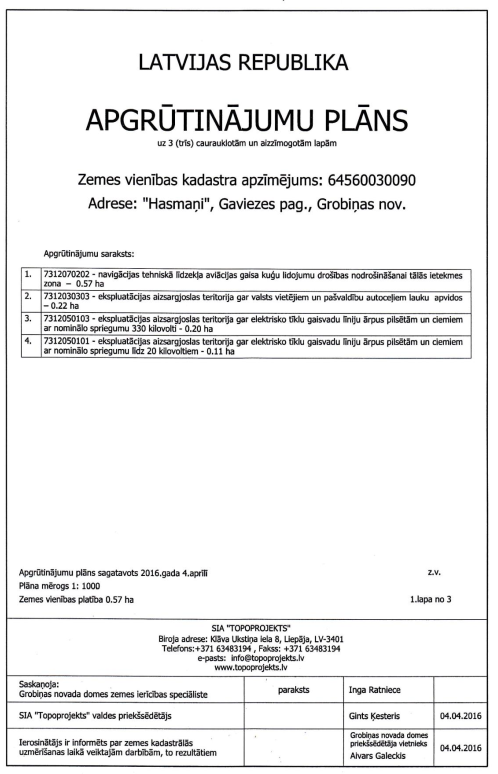 LATVIJAS REPUBLIKA
APGRŪTINĀJUMU PLĀNS
uz 3 (trīs) caurauklotām un aizzīmogotām lapām
Zemes vienības kadastra apzīmējums: 64560030090
Adrese: "Hasmaņi", Gaviezes pag., Grobiņas nov.
Apgrūtinājumu saraksts:
1. 7312070202 - navigācijas tehniskā līdzekļa aviācijas gaisa kuģu lidojumu drošības nodrošināšanai tālās ietekmes
zona – 0.57 ha
2. 7312030303 - ekspluatācijas aizsargjoslas teritorija gar valsts vietējiem un pašvaldību autoceļiem lauku apvidos
– 0.22 ha
3. 7312050103 - ekspluatācijas aizsargjoslas teritorija gar elektrisko tīklu gaisvadu līniju ārpus pilsētām un ciemiem
ar nominālo spriegumu 330 kilovolti - 0.20 ha
4. 7312050101 - ekspluatācijas aizsargjoslas teritorija gar elektrisko tīklu gaisvadu līniju ārpus pilsētām un ciemiem
ar nominālo spriegumu līdz 20 kilovoltiem - 0.11 ha
Apgrūtinājumu plāns sagatavots 2016.gada 4.aprīlī z.v.
Plāna mērogs 1: 1000
Zemes vienības platība 0.57 ha 1.lapa no 3
SIA "TOPOPROJEKTS"
Biroja adrese: Klāva Ukstiņa iela 8, Liepāja, LV-3401
Telefons:+371 63483194 , Fakss: +371 63483194
e-pasts: info@topoprojekts.lv
www.topoprojekts.lv
Saskaņoja:
Grobiņas novada domes zemes ierīcības speciāliste paraksts Inga Ratniece
SIA "Topoprojekts" valdes priekšsēdētājs Gints Ķesteris 04.04.2016
Ierosinātājs ir informēts par zemes kadastrālās
uzmērīšanas laikā veiktajām darbībām, to rezultātiem
Grobiņas novada domes
priekšsēdētāja vietnieks
Aivars Galeckis 04.04.2016